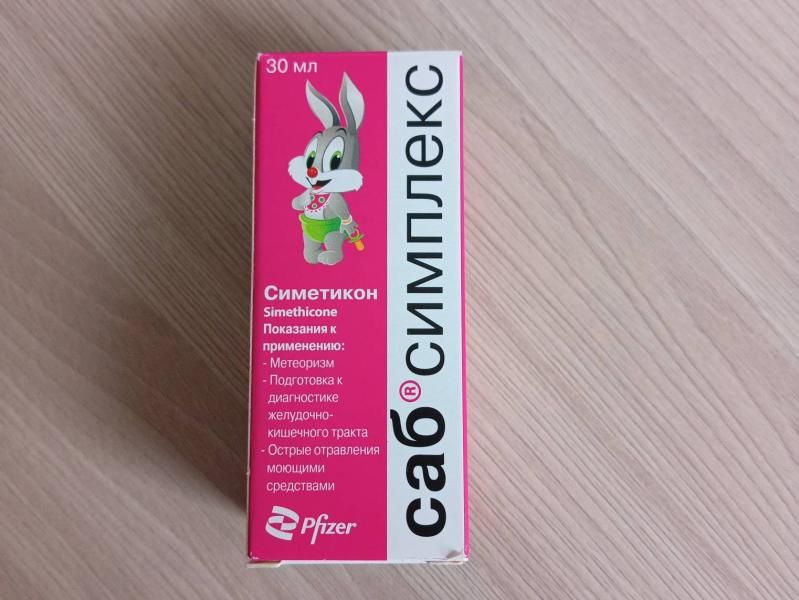 30 мл
Симетикон
Simethicone
Показания к
применению:
- Метеоризм
- Подготовка к
диагностике
желудочно-
кишечного тракта
- Острые отравления
моющими
средствами
Pfizer
саб®симплекс